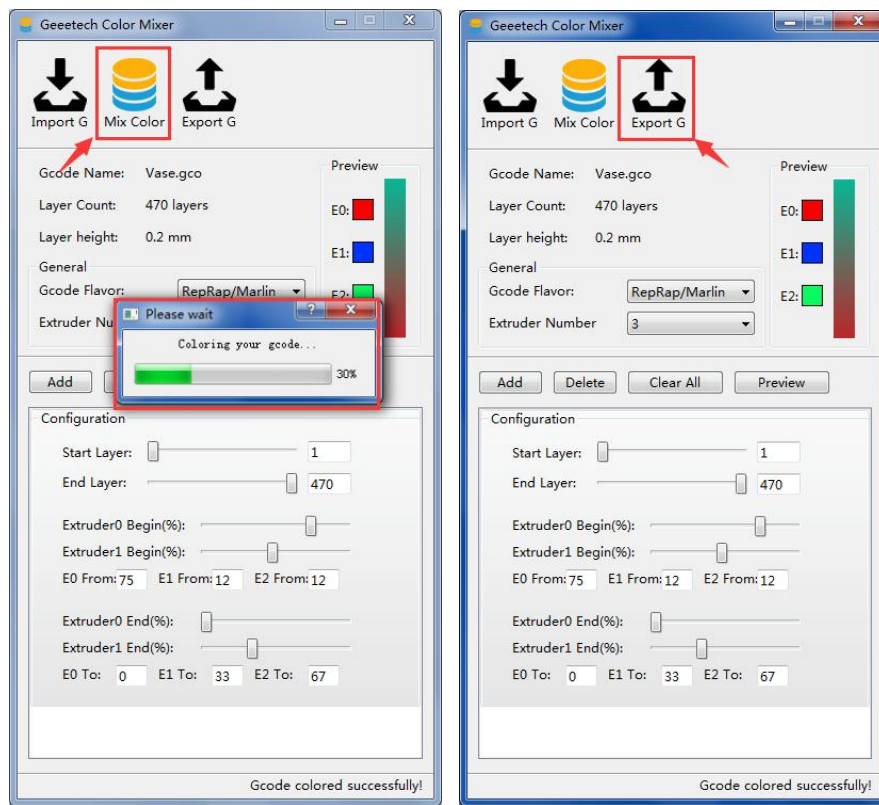 Geeetech Color Mixer
Import G Mix Color Export G
Gcode Name: Vase.gco
Preview
Layer Count: 470 layers
E0:
Layer height: 0.2 mm
E1:
General
Gcode Flavor: RepRap/Marlin
E2:
Extruder Nu
Please wait
Coloring your gcode...
30%
Add
Configuration
Start Layer: 1
End Layer: 470
Extruder0 Begin(%):
Extruder1 Begin(%):
E0 From: 75 E1 From: 12 E2 From: 12
Extruder0 End(%):
Extruder1 End(%):
E0 To: 0 E1 To: 33 E2 To: 67
Gcode colored successfully!
Geeetech Color Mixer
Import G Mix Color Export G
Gcode Name: Vase.gco
Preview
Layer Count: 470 layers
E0:
Layer height: 0.2 mm
E1:
General
Gcode Flavor: RepRap/Marlin
E2:
Extruder Number 3
Add Delete Clear All Preview
Configuration
Start Layer: 1
End Layer: 470
Extruder0 Begin(%):
Extruder1 Begin(%):
E0 From: 75 E1 From: 12 E2 From: 12
Extruder0 End(%):
Extruder1 End(%):
E0 To: 0 E1 To: 33 E2 To: 67
Gcode colored successfully!